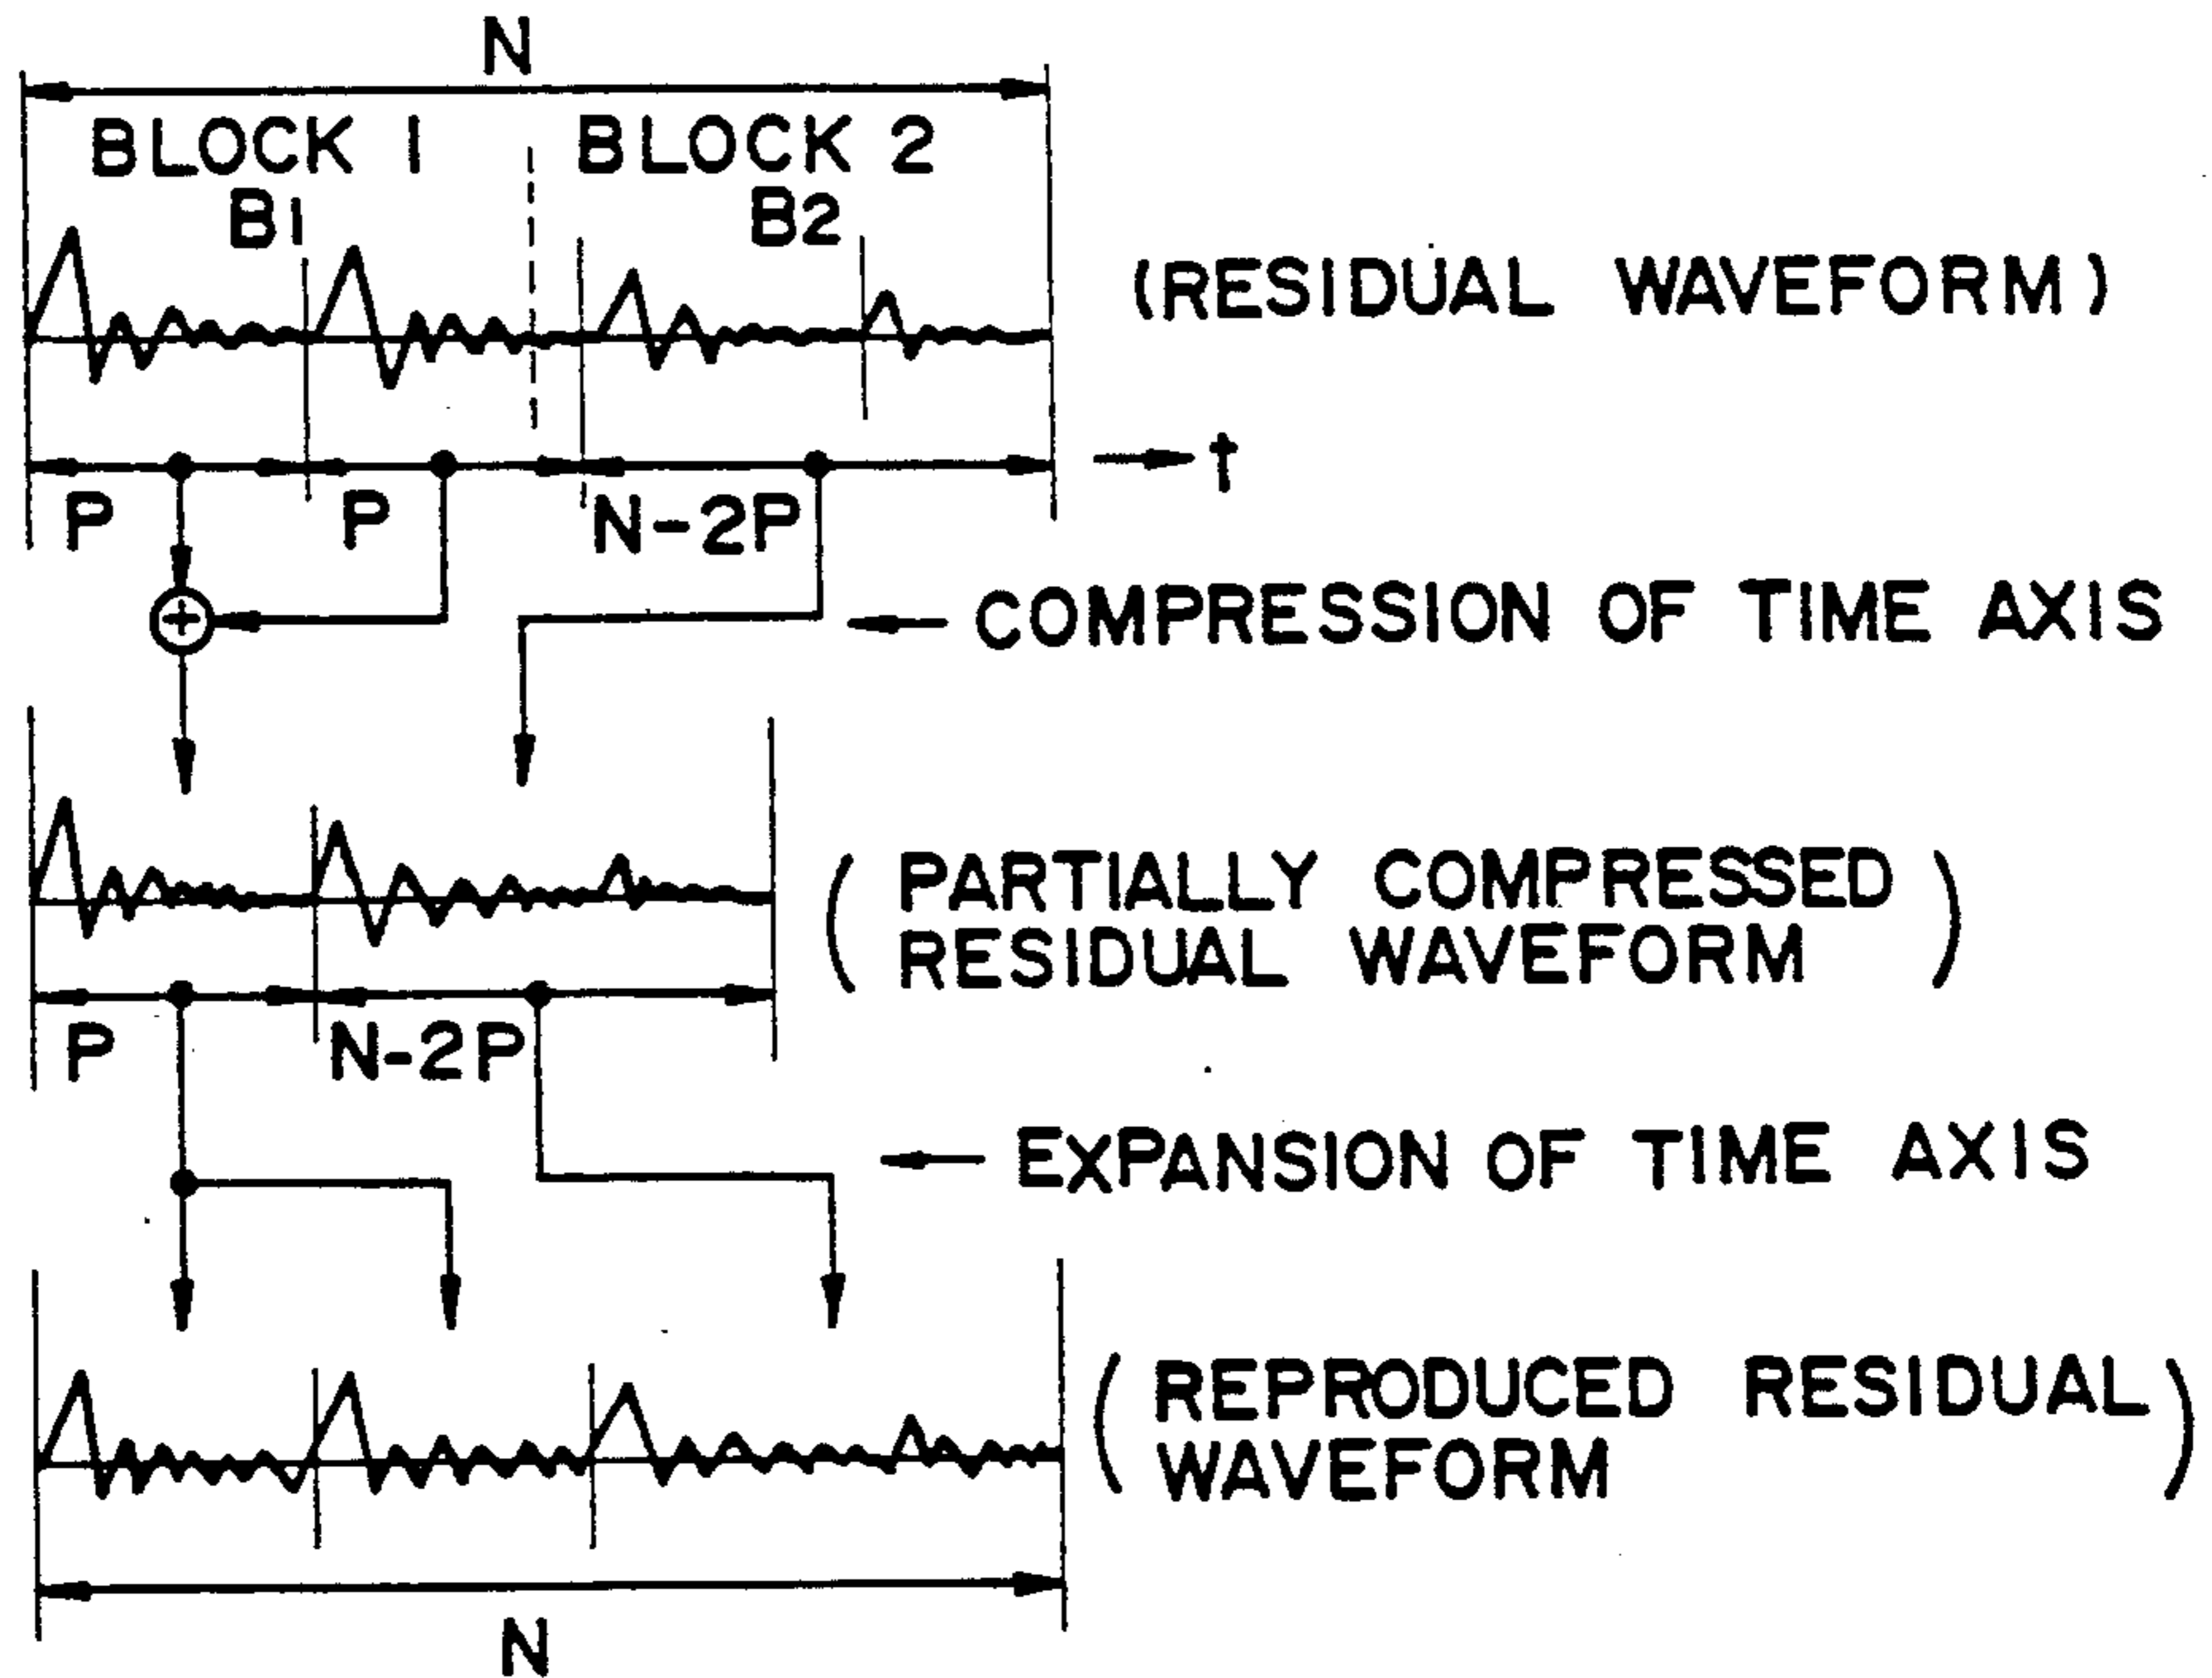 N
BLOCK 1 BLOCK 2
B1 B2
(RESIDUAL WAVEFORM)
t
P P N-2P
+
COMPRESSION OF TIME AXIS
(PARTIALLY COMPRESSED
RESIDUAL WAVEFORM)
P N-2P
EXPANSION OF TIME AXIS
(REPRODUCED RESIDUAL
WAVEFORM)
N